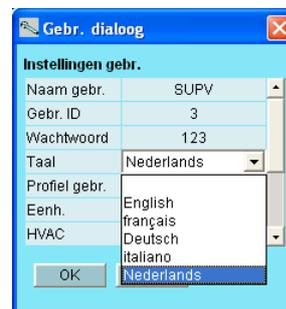 Gebr. dialoog
Instellingen gebr.
Naam gebr. SUPV
Gebr. ID 3
Wachtwoord 123
Taal Nederlands
Profiel gebr.
Eenh.
HVAC
English
français
Deutsch
italiano
Nederlands
OK